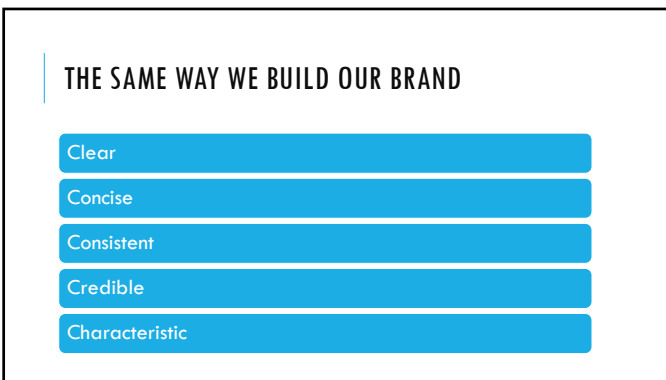 THE SAME WAY WE BUILD OUR BRAND
Clear
Concise
Consistent
Credible
Characteristic